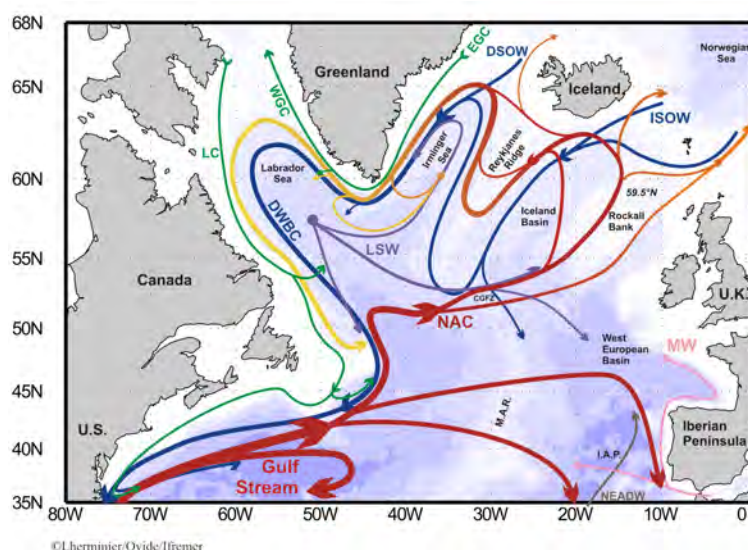 68N
65N
60N
55N
50N
45N
40N
35N
80W
70W
60W
50W
40W
30W
20W
10W
0
Greenland
Iceland
Norwegian
Sea
EGC
DSOW
WGC
LC
ISOW
Irminger
Sea
Reykjanes
Ridge
Labrador
Sea
59.5°N
DWBC
LSW
Iceland
Basin
Rockall
Bank
Canada
U.K.
CGFZ
NAC
West
European
Basin
MW
M.A.R.
U.S.
Iberian
Peninsula
I.A.P.
Gulf
Stream
NEADW
©Lherminier/Ovide/Ifremer